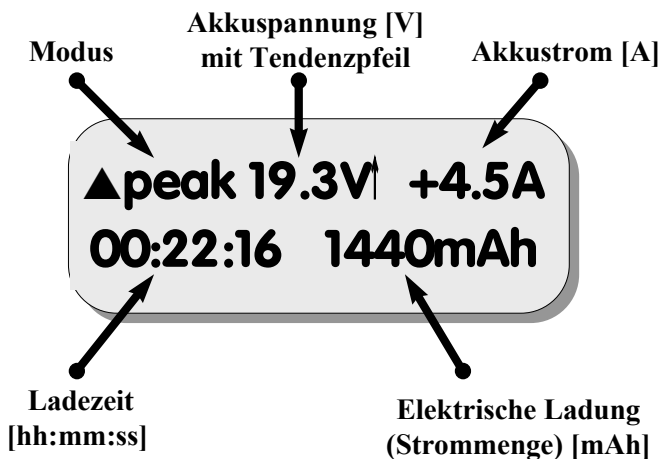 Modus
Akkuspannung [V]
mit Tendenzpfeil
Akkustrom [A]
▲peak 19.3V↑ +4.5A
00:22:16 1440mAh
Ladezeit
[hh:mm:ss]
Elektrische Ladung
(Strommenge) [mAh]